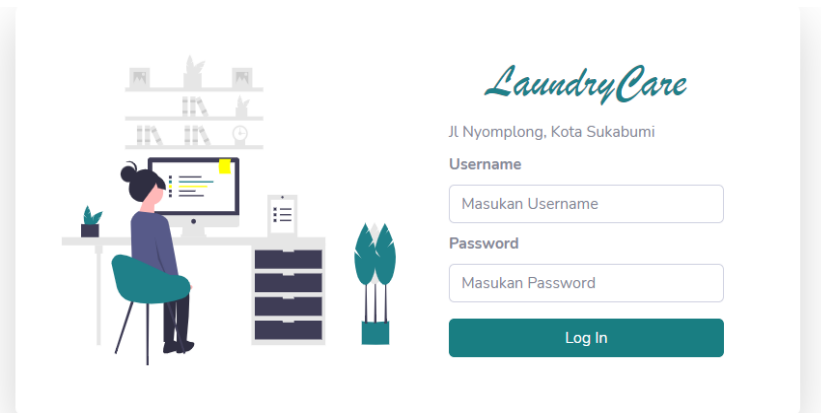 LaundryCare
Jl Nyomplong, Kota Sukabumi
Username
Masukan Username
Password
Masukan Password
Log In